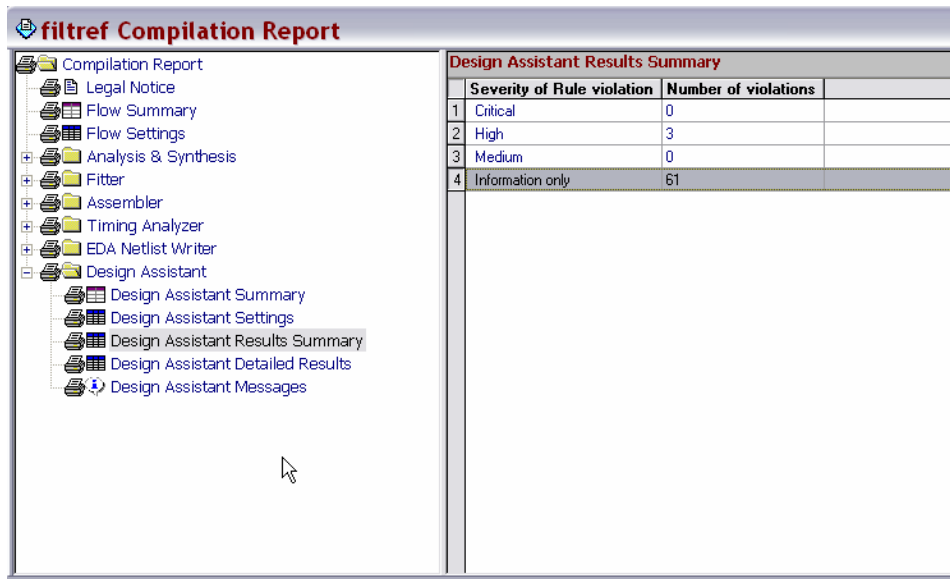 filtref Compilation Report
Compilation Report
Legal Notice
Flow Summary
Flow Settings
Analysis & Synthesis
Fitter
Assembler
Timing Analyzer
EDA Netlist Writer
Design Assistant
Design Assistant Summary
Design Assistant Settings
Design Assistant Results Summary
Design Assistant Detailed Results
Design Assistant Messages
Design Assistant Results Summary
Severity of Rule violation Number of violations
1 Critical 0
2 High 3
3 Medium 0
4 Information only 61